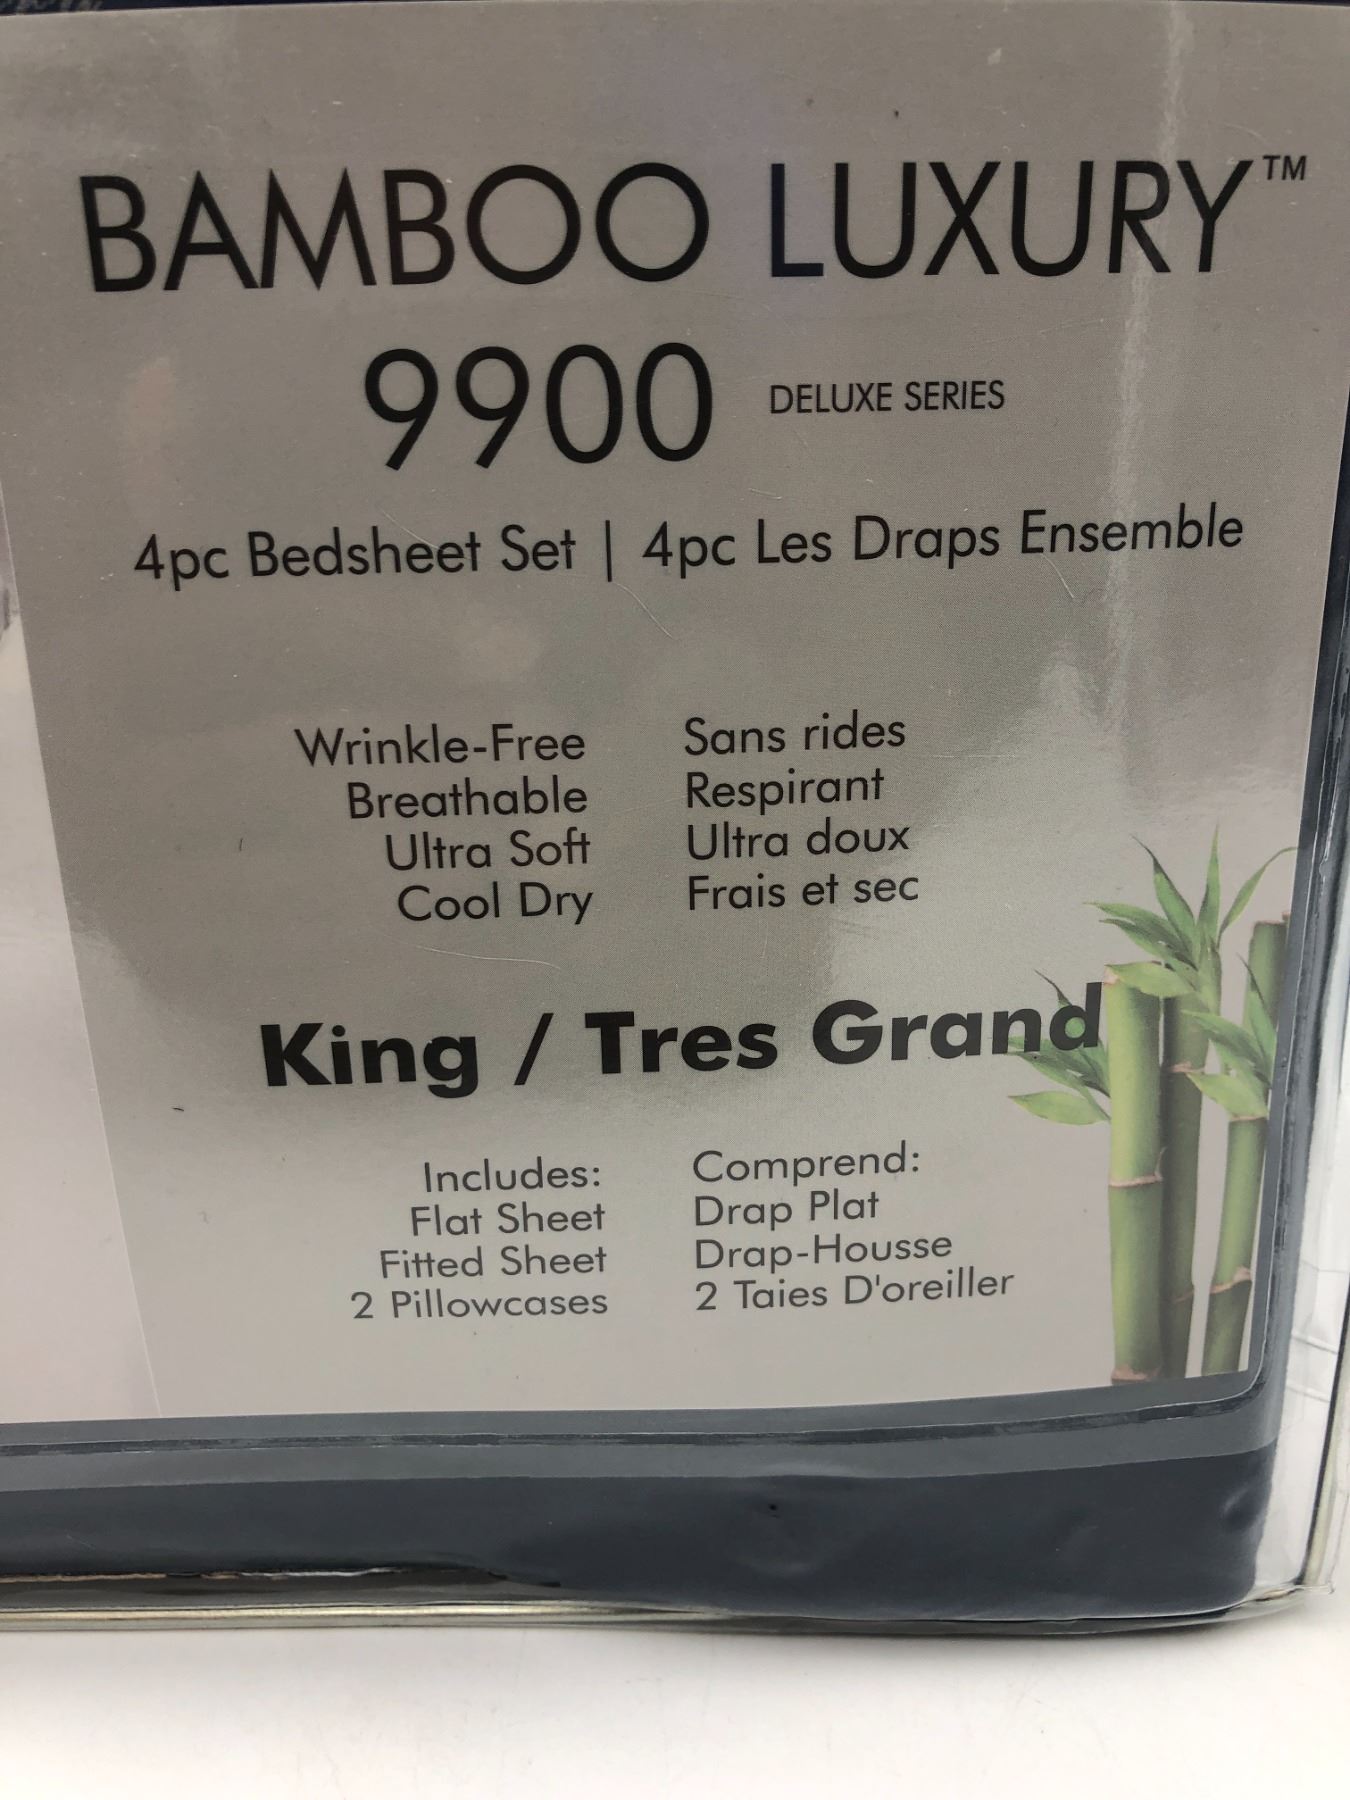 BAMBOO LUXURY™
9900 DELUXE SERIES
4pc Bedsheet Set | 4pc Les Draps Ensemble
Wrinkle-Free Sans rides
Breathable Respirant
Ultra Soft Ultra doux
Cool Dry Frais et sec
King / Tres Grand
Includes: Comprend:
Flat Sheet Drap Plat
Fitted Sheet Drap-Housse
2 Pillowcases 2 Taies D'oreiller